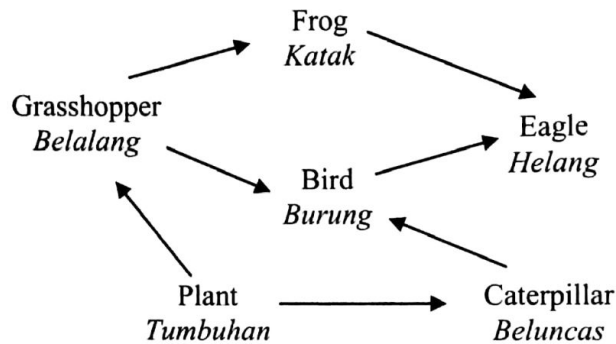 Frog
Katak
Grasshopper
Belalang
Eagle
Helang
Bird
Burung
Plant
Tumbuhan
Caterpillar
Beluncas